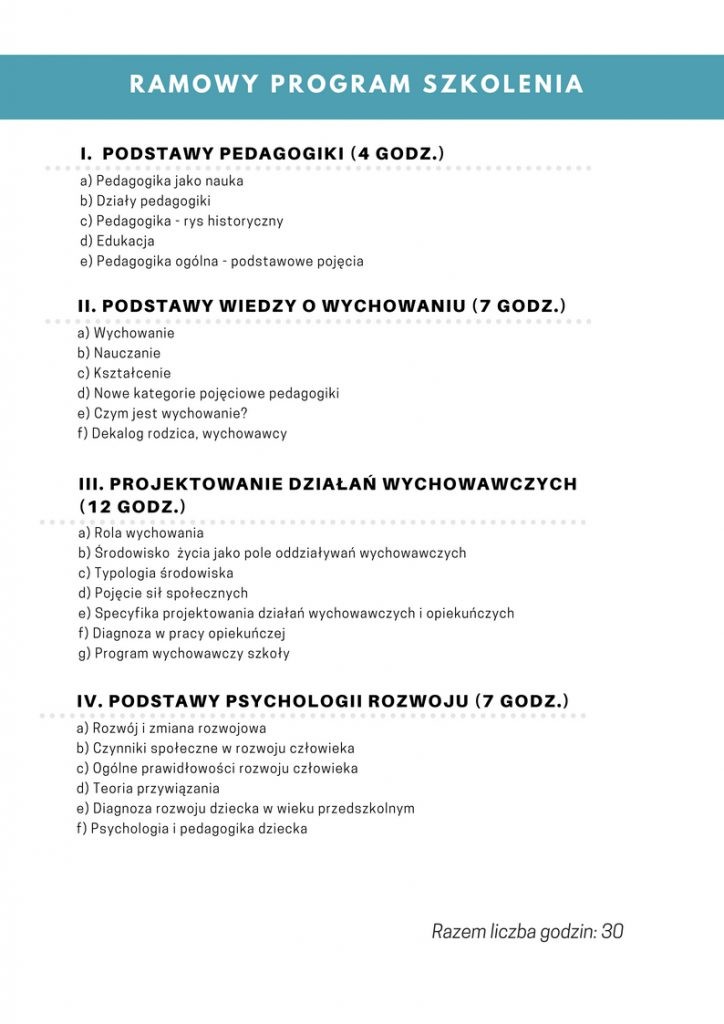 RAMOWY PROGRAM SZKOLENIA
I. PODSTAWY PEDAGOGIKI (4 GODZ.)
a) Pedagogika jako nauka
b) Działy pedagogiki
c) Pedagogika - rys historyczny
d) Edukacja
e) Pedagogika ogólna - podstawowe pojęcia
II. PODSTAWY WIEDZY O WYCHOWANIU (7 GODZ.)
a) Wychowanie
b) Nauczanie
c) Kształcenie
d) Nowe kategorie pojęciowe pedagogiki
e) Czym jest wychowanie?
f) Dekalog rodzica, wychowawcy
III. PROJEKTOWANIE DZIAŁAŃ WYCHOWAWCZYCH
(12 GODZ.)
a) Rola wychowania
b) Środowisko życia jako pole oddziaływań wychowawczych
c) Typologia środowiska
d) Pojęcie sił społecznych
e) Specyfika projektowania działań wychowawczych i opiekuńczych
f) Diagnoza w pracy opiekuńczej
g) Program wychowawczy szkoły
IV. PODSTAWY PSYCHOLOGII ROZWOJU (7 GODZ.)
a) Rozwój i zmiana rozwojowa
b) Czynniki społeczne w rozwoju człowieka
c) Ogólne prawidłowości rozwoju człowieka
d) Teoria przywiązania
e) Diagnoza rozwoju dziecka w wieku przedszkolnym
f) Psychologia i pedagogika dziecka
Razem liczba godzin: 30